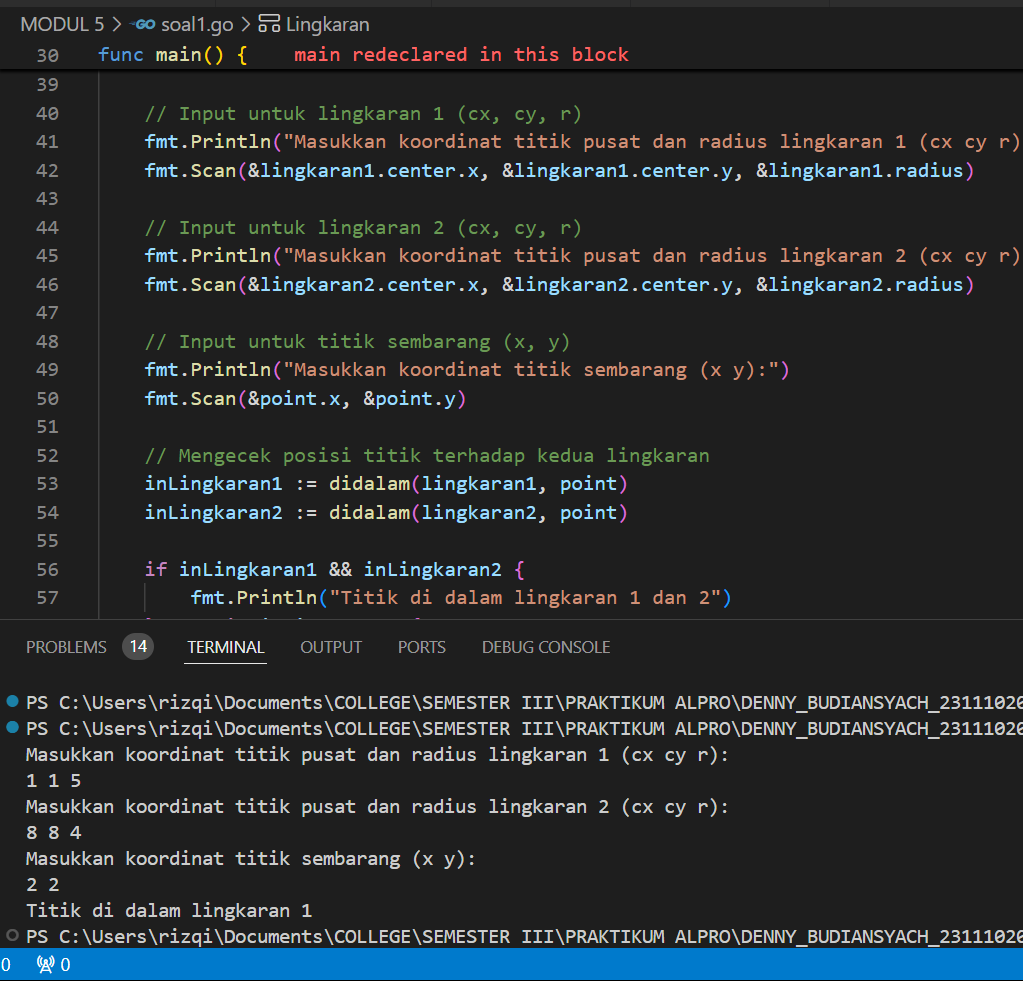 MODUL 5 > GO soal1.go > Lingkaran
30 func main() { main redeclared in this block
39
40 // Input untuk lingkaran 1 (cx, cy, r)
41 fmt.Println("Masukkan koordinat titik pusat dan radius lingkaran 1 (cx cy r)
42 fmt.Scan(&lingkaran1.center.x, &lingkaran1.center.y, &lingkaran1.radius)
43
44 // Input untuk lingkaran 2 (cx, cy, r)
45 fmt.Println("Masukkan koordinat titik pusat dan radius lingkaran 2 (cx cy r)
46 fmt.Scan(&lingkaran2.center.x, &lingkaran2.center.y, &lingkaran2.radius)
47
48 // Input untuk titik sembarang (x, y)
49 fmt.Println("Masukkan koordinat titik sembarang (x y):")
50 fmt.Scan(&point.x, &point.y)
51
52 // Mengecek posisi titik terhadap kedua lingkaran
53 inLingkaran1 := didalam(lingkaran1, point)
54 inLingkaran2 := didalam(lingkaran2, point)
55
56 if inLingkaran1 && inLingkaran2 {
57 fmt.Println("Titik di dalam lingkaran 1 dan 2")
PROBLEMS 14 TERMINAL OUTPUT PORTS DEBUG CONSOLE
PS C:\Users\rizqi\Documents\COLLEGE\SEMESTER III\PRAKTIKUM ALPRO\DENNY_BUDIANSYACH_23111020
PS C:\Users\rizqi\Documents\COLLEGE\SEMESTER III\PRAKTIKUM ALPRO\DENNY_BUDIANSYACH_23111020
Masukkan koordinat titik pusat dan radius lingkaran 1 (cx cy r):
1 1 5
Masukkan koordinat titik pusat dan radius lingkaran 2 (cx cy r):
8 8 4
Masukkan koordinat titik sembarang (x y):
2 2
Titik di dalam lingkaran 1
PS C:\Users\rizqi\Documents\COLLEGE\SEMESTER III\PRAKTIKUM ALPRO\DENNY_BUDIANSYACH_23111020
0 0